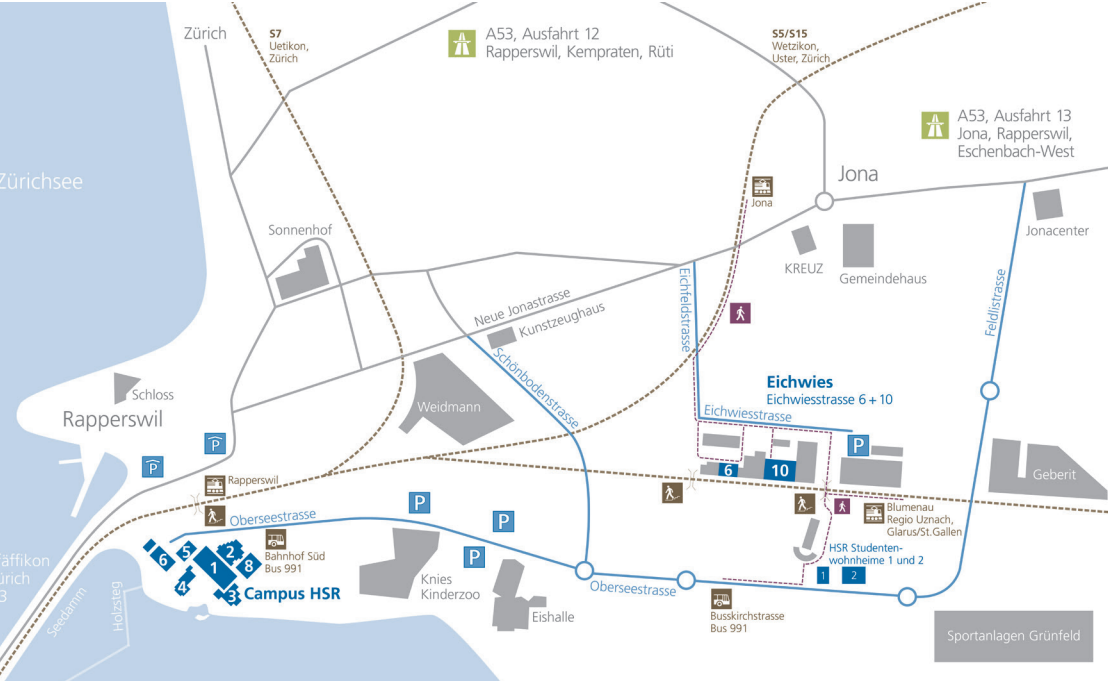 Zürich
S7
Uetikon,
Zürich
A53, Ausfahrt 12
Rapperswil, Kempraten, Rüti
S5/S15
Wetzikon,
Uster, Zürich
A53, Ausfahrt 13
Jona, Rapperswil,
Eschenbach-West
Zürichsee
Jona
Jona
Sonnenhof
KREUZ
Gemeindehaus
Jonacenter
Neue Jonastrasse
Kunstzeughaus
Eichfeldstrasse
Feldlistrasse
Schönbodenstrasse
Schloss
Rapperswil
Weidmann
Eichwies
Eichwiesstrasse 6 + 10
Eichwiesstrasse
P
P
P
6
10
Geberit
Rapperswil
P
P
P
Blumenau
Regio Uznach,
Glarus/St.Gallen
Oberseestrasse
Bahnhof Süd
Bus 991
6
5
1
2
8
4
3
Campus HSR
Knies
Kinderzoo
Eishalle
HSR Studenten-
wohnheime 1 und 2
1
2
Oberseestrasse
Busskirchstrasse
Bus 991
Seedamm
Holzsteg
Sportanlagen Grünfeld